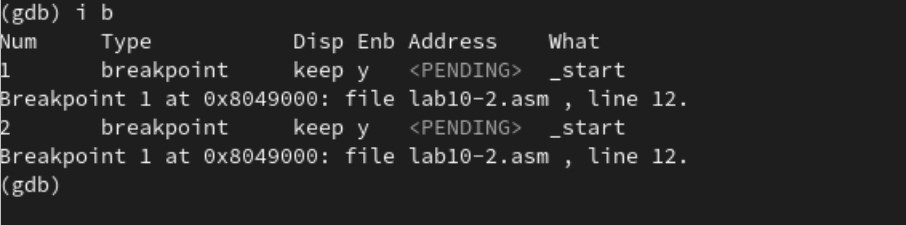 (gdb) i b
Num     Type           Disp Enb Address    What
1       breakpoint     keep y   <PENDING>  _start
Breakpoint 1 at 0x8049000: file lab10-2.asm , line 12.
2       breakpoint     keep y   <PENDING>  _start
Breakpoint 1 at 0x8049000: file lab10-2.asm , line 12.
(gdb)